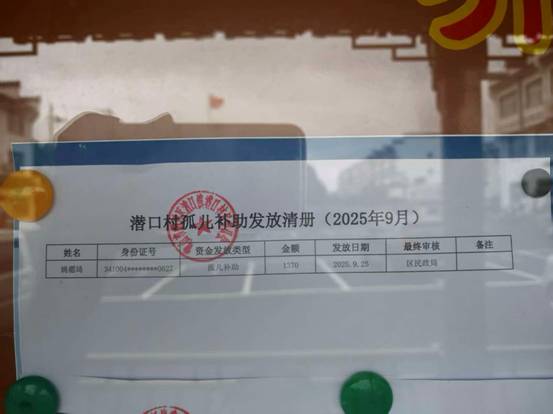 潜口村孤儿补助发放清册（2025年9月）
姓名 身份证号 资金发放类型 金额 发放日期 最终审核 备注
341004********0622 孤儿补助 1370 2025.9.25 区民政局